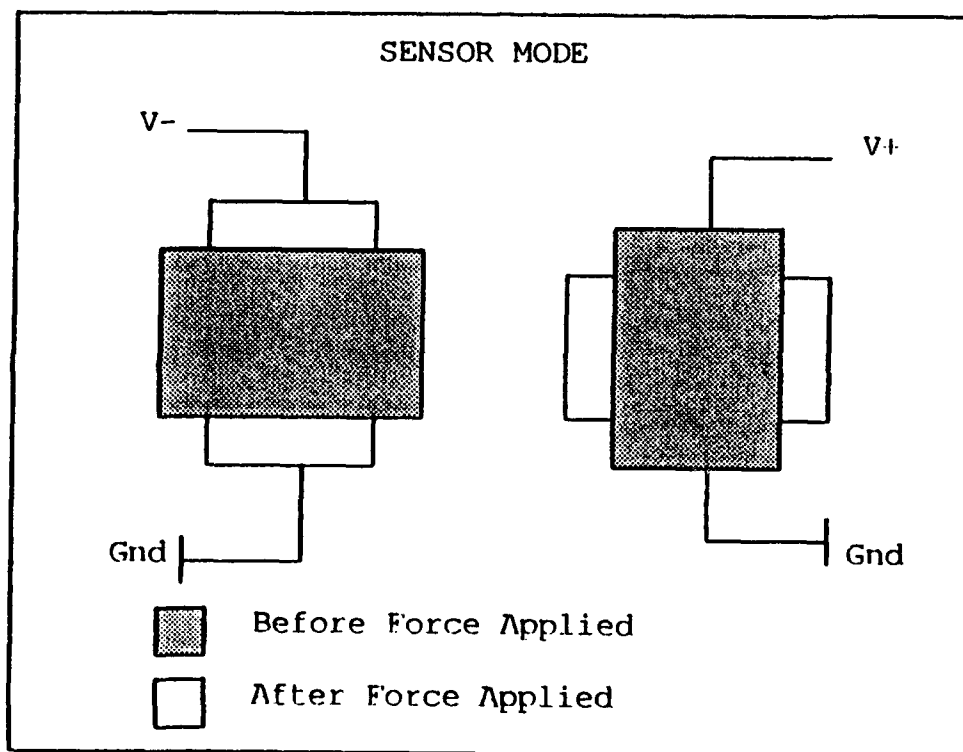 SENSOR MODE
V-
V+
Gnd
Gnd
Before Force Applied
After Force Applied